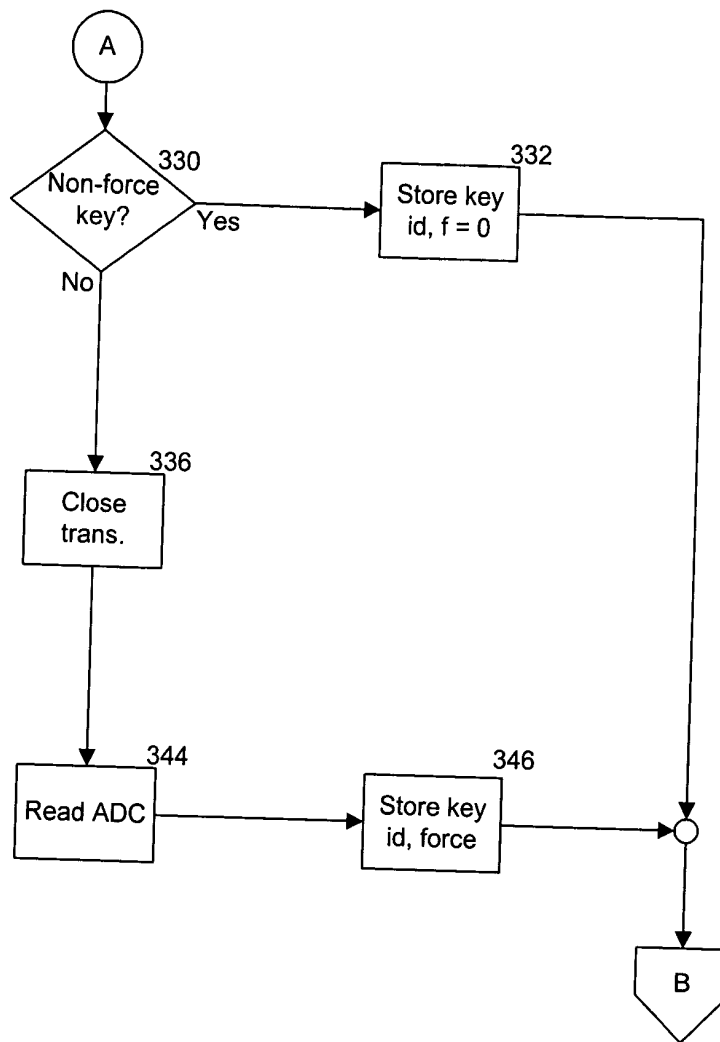 A
330
Non-force
key?
Yes
No
332
Store key
id, f = 0
336
Close
trans.
344
Read ADC
346
Store key
id, force
B